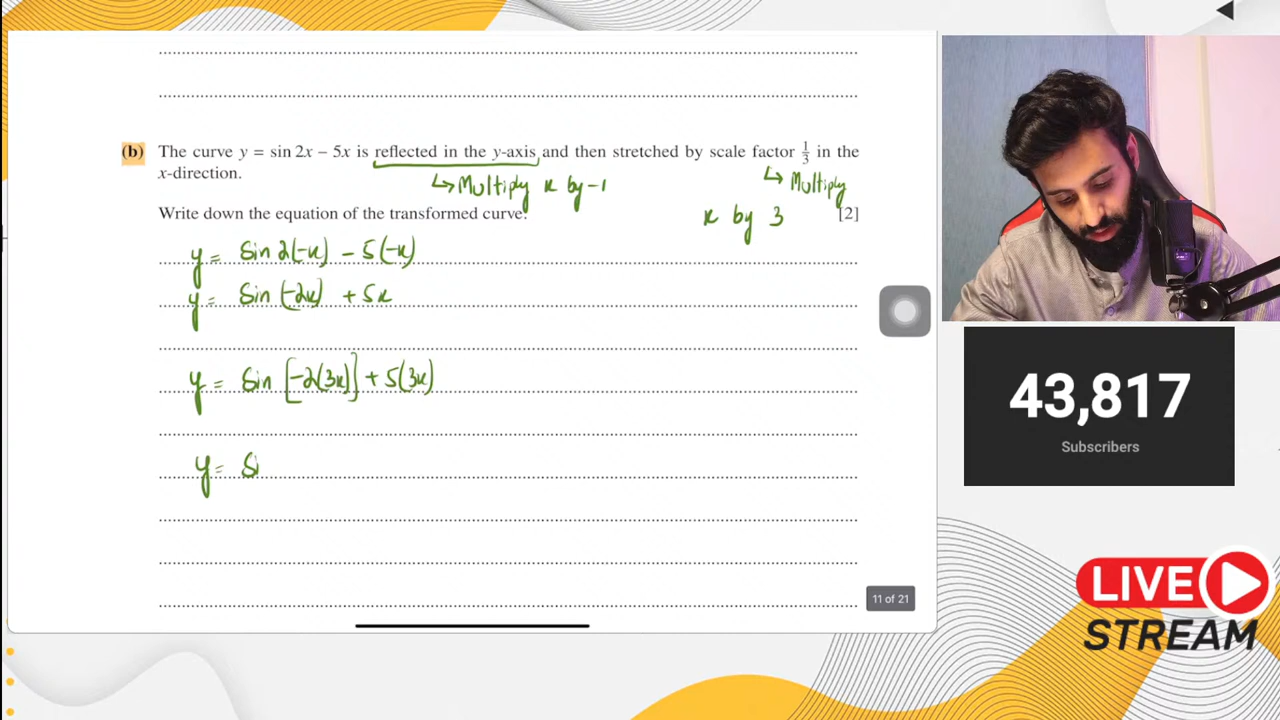 (b) The curve y = sin 2x − 5x is reflected in the y-axis and then stretched by scale factor 1/3 in the
x-direction.
↳ Multiply x by -1
↳ Multiply
x by 3
Write down the equation of the transformed curve. [2]
y = Sin 2(-x) - 5(-x)
y = Sin (-2x) + 5x
y = Sin [-2(3x)] + 5(3x)
y = Si
11 of 21
43,817
Subscribers
LIVE
STREAM